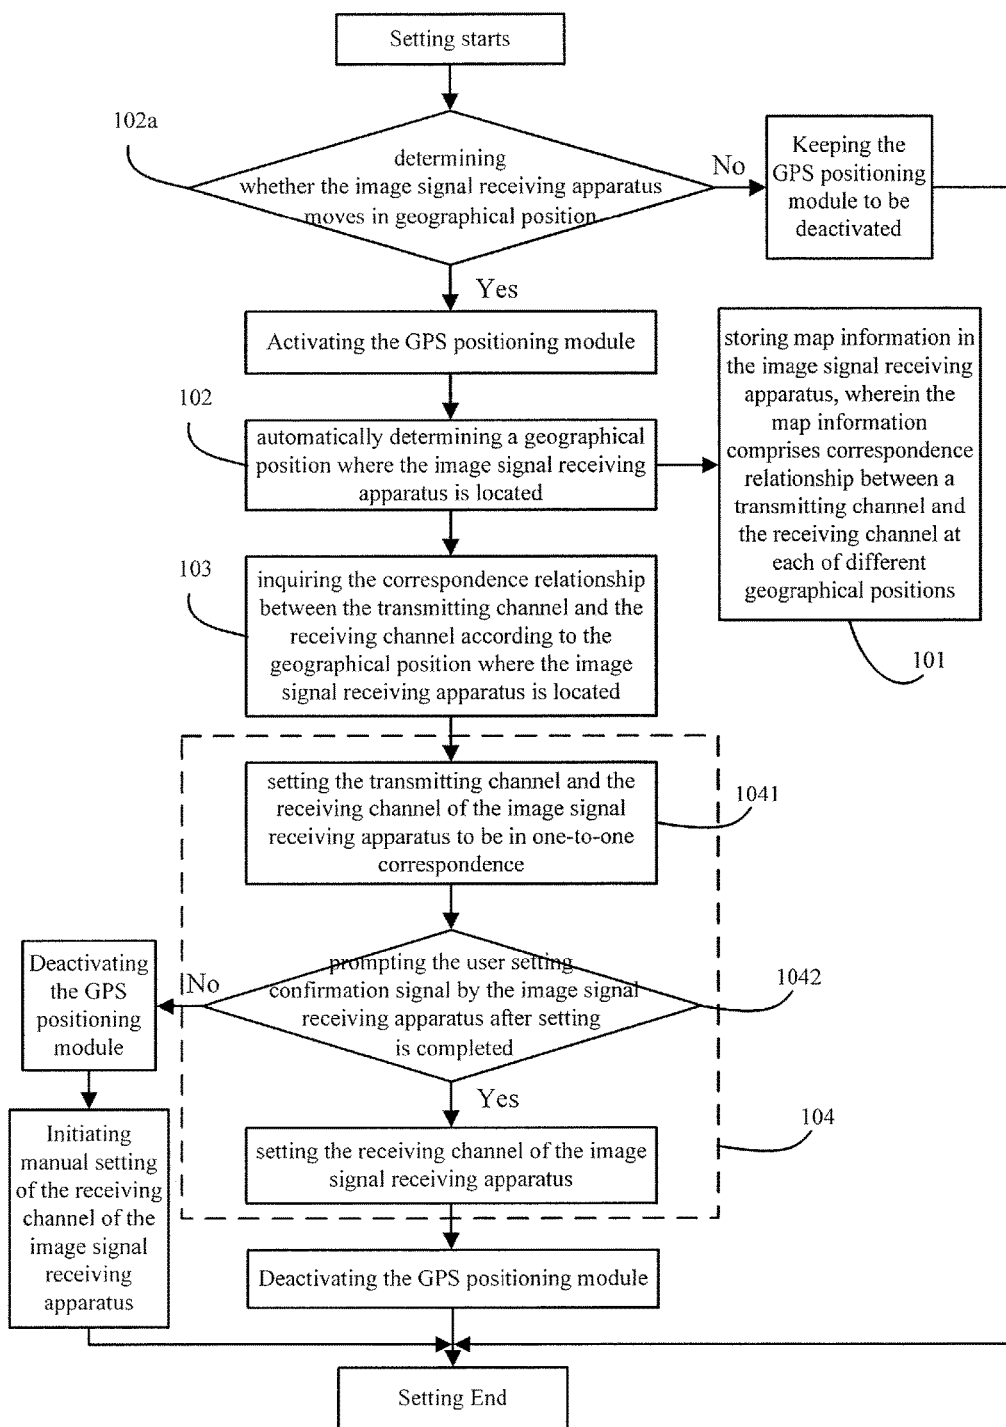 Setting starts
102a
determining
whether the image signal receiving apparatus
moves in geographical position
No
Keeping the
GPS positioning
module to be
deactivated
Yes
Activating the GPS positioning module
102
automatically determining a geographical
position where the image signal receiving
apparatus is located
storing map information in
the image signal receiving
apparatus, wherein the
map information
comprises correspondence
relationship between a
transmitting channel and
the receiving channel at
each of different
geographical positions
101
103
inquiring the correspondence relationship
between the transmitting channel and the
receiving channel according to the
geographical position where the image
signal receiving apparatus is located
setting the transmitting channel and the
receiving channel of the image signal
receiving apparatus to be in one-to-one
correspondence
1041
prompting the user setting
confirmation signal by the image signal
receiving apparatus after setting
is completed
1042
No
Deactivating
the GPS
positioning
module
Yes
Initiating
manual setting
of the receiving
channel of the
image signal
receiving
apparatus
setting the receiving channel of the image
signal receiving apparatus
104
Deactivating the GPS positioning module
Setting End